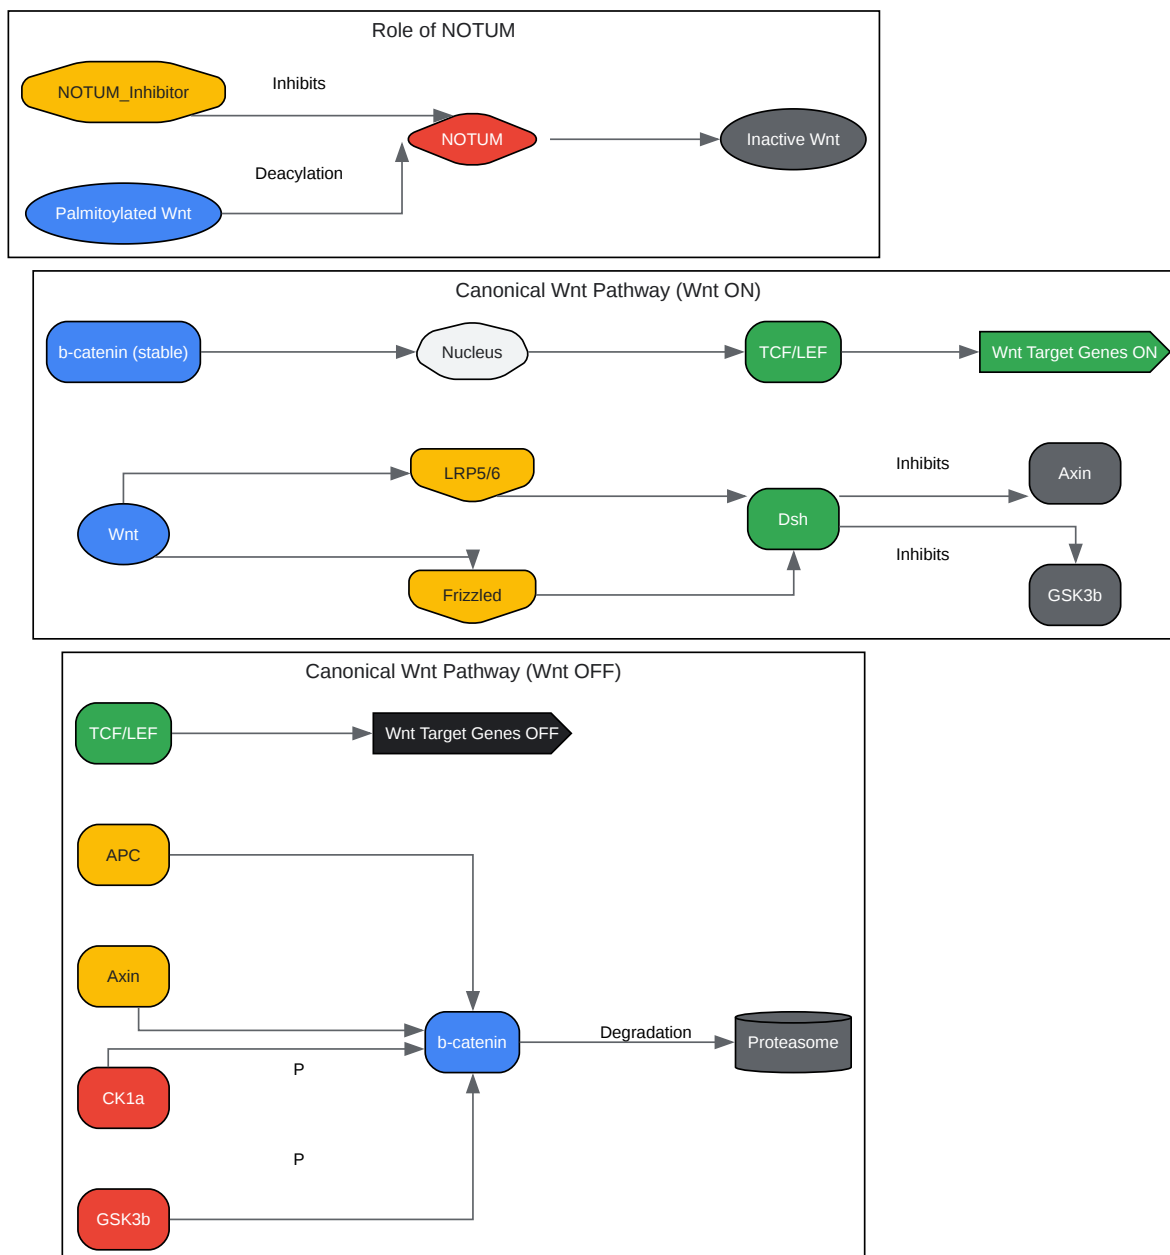 Role of NOTUM
NOTUM_Inhibitor
Inhibits
NOTUM
Inactive Wnt
Deacylation
Palmitoylated Wnt
Canonical Wnt Pathway (Wnt ON)
b-catenin (stable)
Nucleus
TCF/LEF
Wnt Target Genes ON
LRP5/6
Inhibits
Axin
Wnt
Dsh
Inhibits
Frizzled
GSK3b
Canonical Wnt Pathway (Wnt OFF)
TCF/LEF
Wnt Target Genes OFF
APC
Axin
b-catenin
Degradation
Proteasome
P
CK1a
P
GSK3b